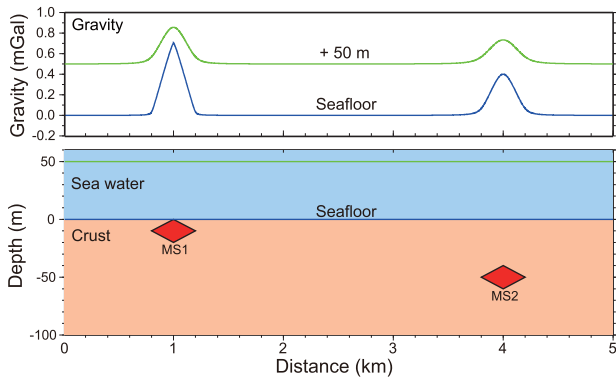 Gravity (mGal)
1.0
0.8
0.6
0.4
0.2
0.0
-0.2
Gravity
+ 50 m
Seafloor
Depth (m)
50
0
-50
-100
Sea water
Seafloor
Crust
MS1
MS2
0
1
2
3
4
5
Distance (km)